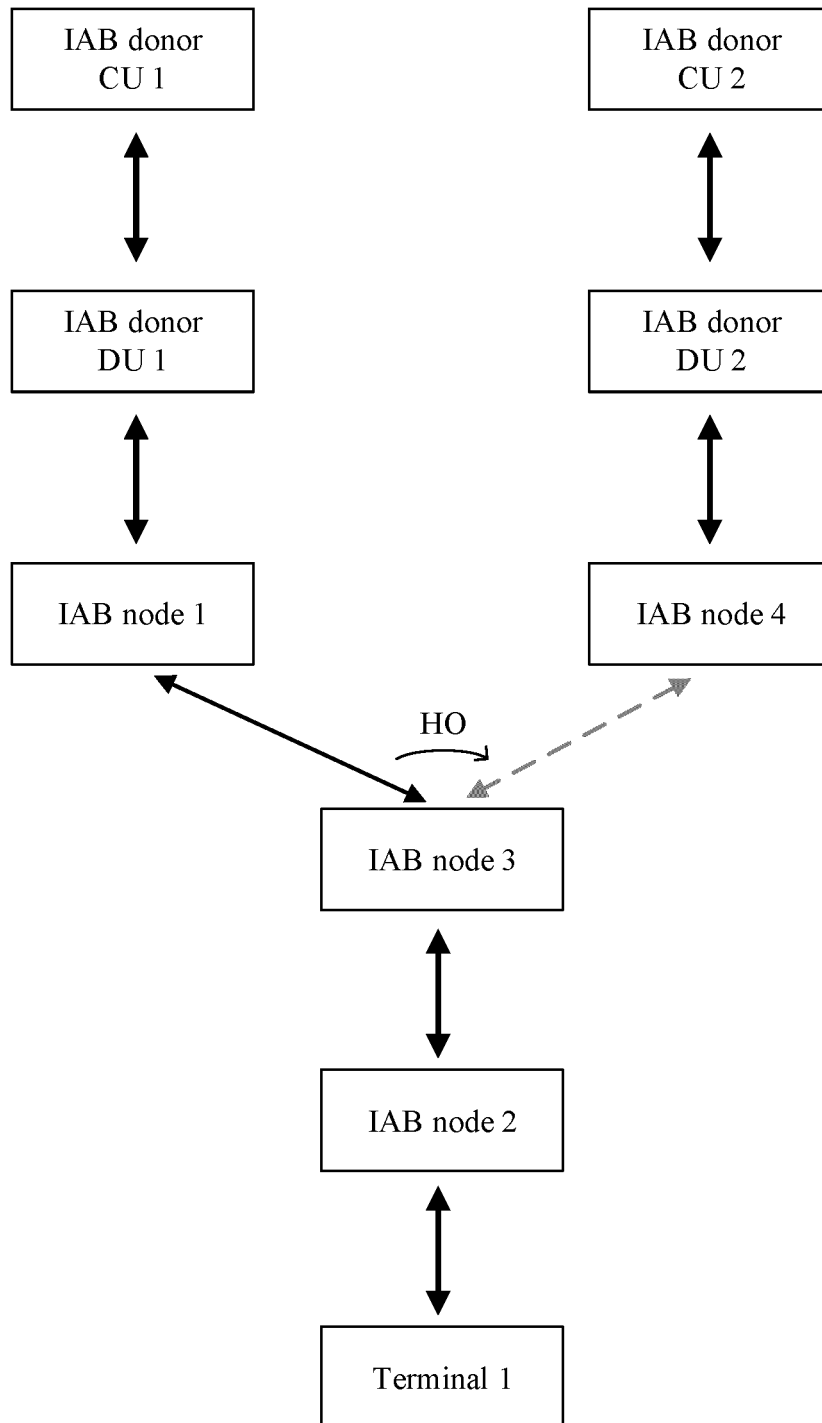 IAB donor
CU 1
IAB donor
CU 2
IAB donor
DU 1
IAB donor
DU 2
IAB node 1
IAB node 4
HO
IAB node 3
IAB node 2
Terminal 1